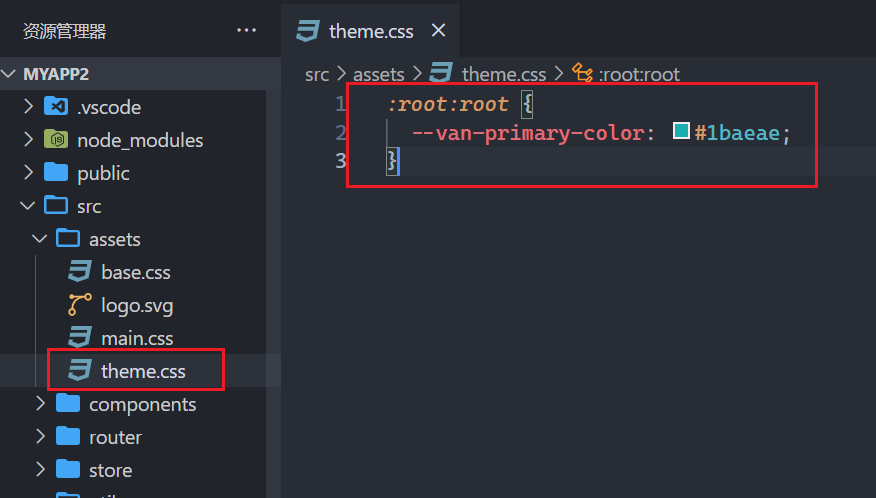 资源管理器 ...
MYAPP2
.vscode
node_modules
public
src
assets
base.css
logo.svg
main.css
theme.css
components
router
store
theme.css
src > assets > theme.css > :root:root
1 :root:root {
2 --van-primary-color: #1baeae;
3 }